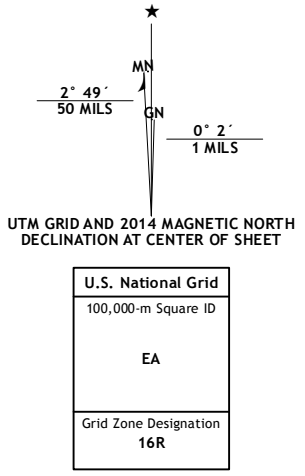 ★
MN
2° 49´
50 MILS
GN
0° 2´
1 MILS
UTM GRID AND 2014 MAGNETIC NORTH
DECLINATION AT CENTER OF SHEET
U.S. National Grid
100,000-m Square ID
EA
Grid Zone Designation
16R